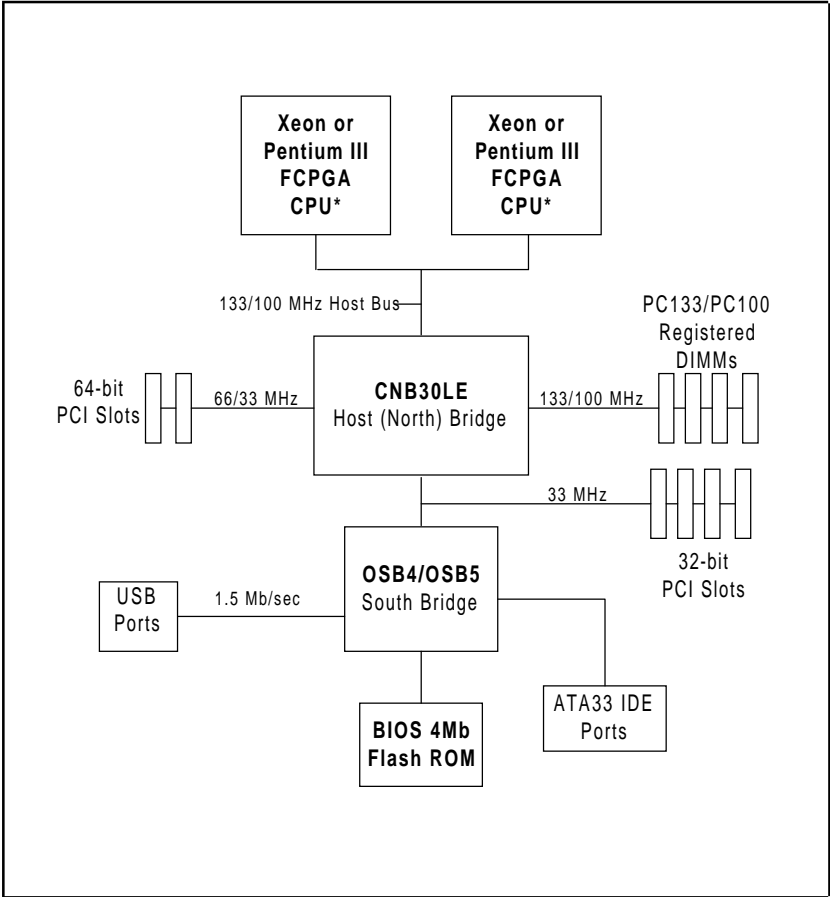 Xeon or
Pentium III
FCPGA
CPU*
Xeon or
Pentium III
FCPGA
CPU*
133/100 MHz Host Bus
PC133/PC100
Registered
DIMMs
64-bit
PCI Slots
66/33 MHz
CNB30LE
Host (North) Bridge
133/100 MHz
33 MHz
32-bit
PCI Slots
OSB4/OSB5
South Bridge
USB
Ports
1.5 Mb/sec
ATA33 IDE
Ports
BIOS 4Mb
Flash ROM